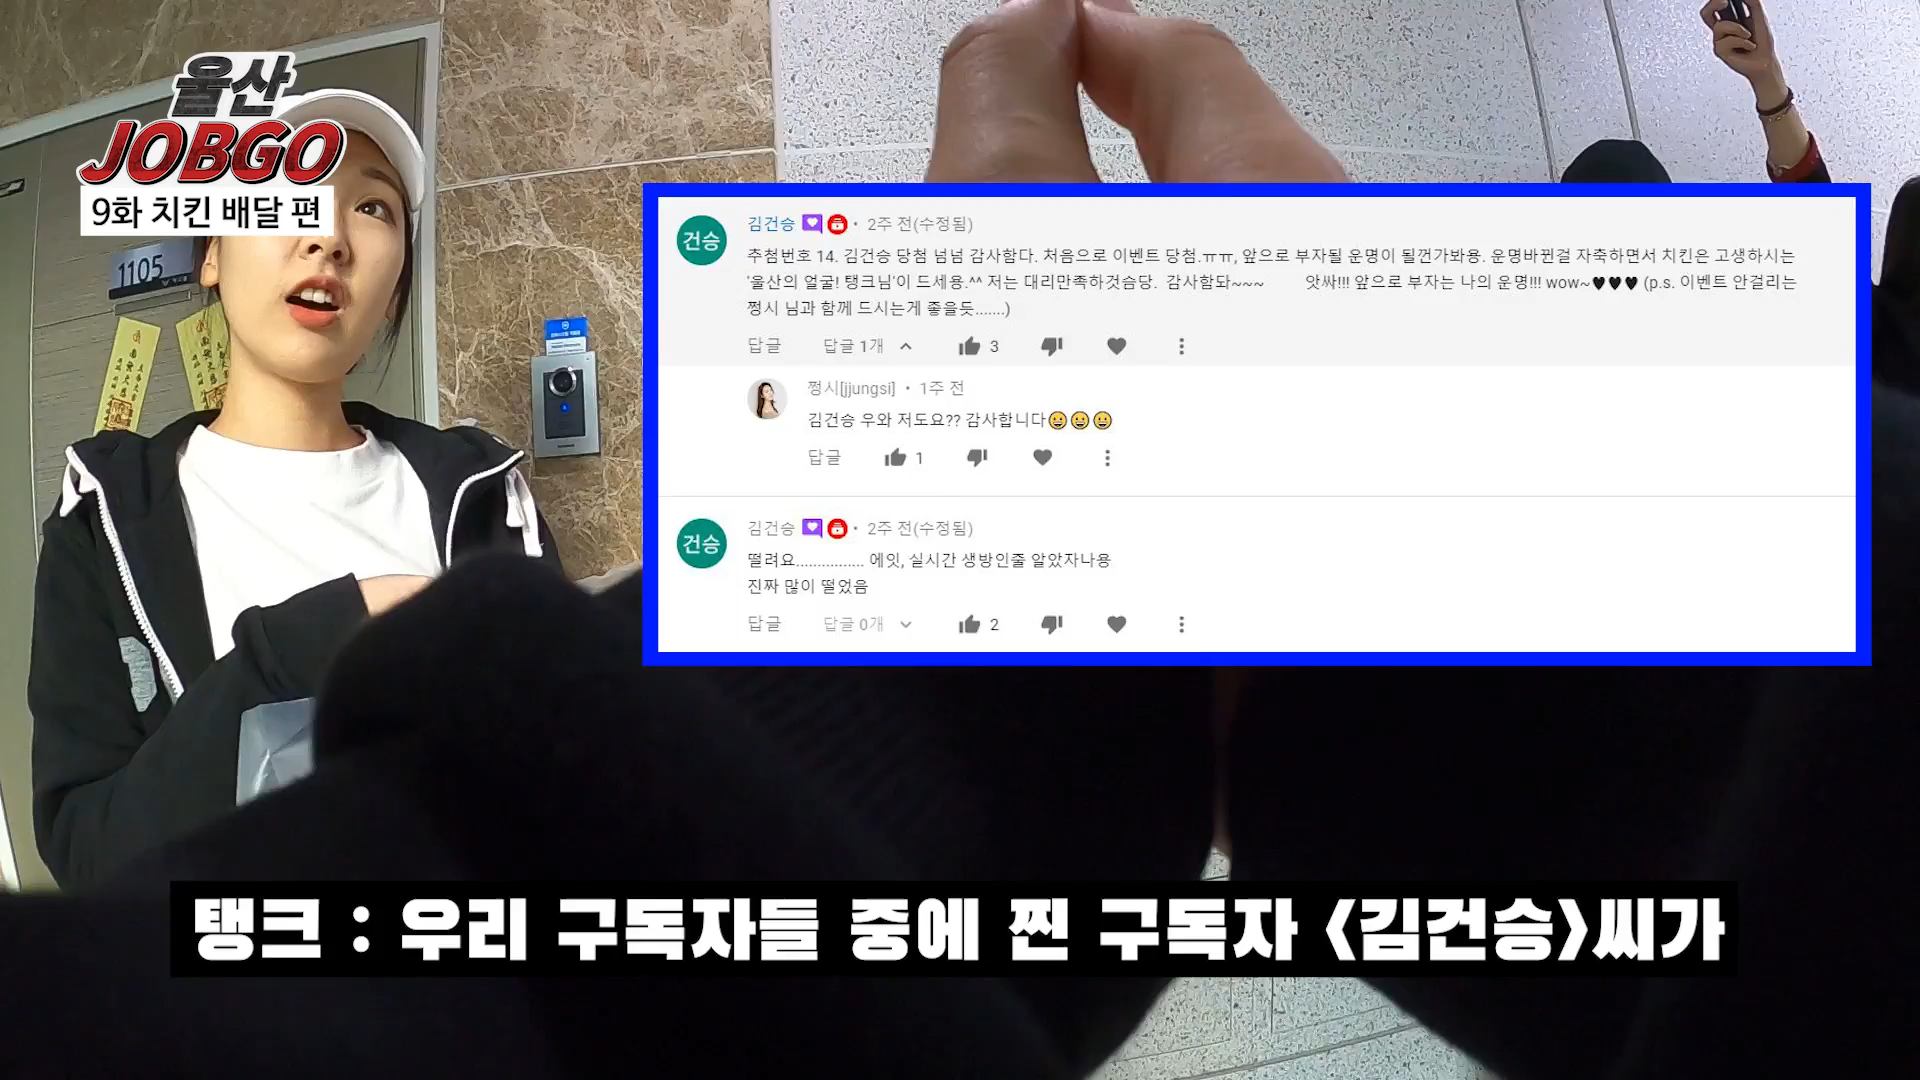 울산
JOBGO
9화 치킨 배달 편
1105
건승
김건승 • 2주 전(수정됨)
추첨번호 14. 김건승 당첨 넘넘 감사함다. 처음으로 이벤트 당첨.ㅠㅠ, 앞으로 부자될 운명이 될껀가봐용. 운명바뀐걸 자축하면서 치킨은 고생하시는
'울산의 얼굴! 탱크님'이 드세용.^^ 저는 대리만족하것슴당. 감사함돠~~~ 앗싸!!! 앞으로 부자는 나의 운명!!! wow~♥♥♥ (p.s. 이벤트 안걸리는
쩡시 님과 함께 드시는게 좋을듯.......)
답글 답글 1개 3
쩡시[jjungsi] • 1주 전
김건승 우와 저도요?? 감사합니다😀😀😀
답글 1
건승
김건승 • 2주 전(수정됨)
떨려요................ 에잇, 실시간 생방인줄 알았자나용
진짜 많이 떨었음
답글 답글 0개 2
탱크 : 우리 구독자들 중에 찐 구독자 <김건승>씨가